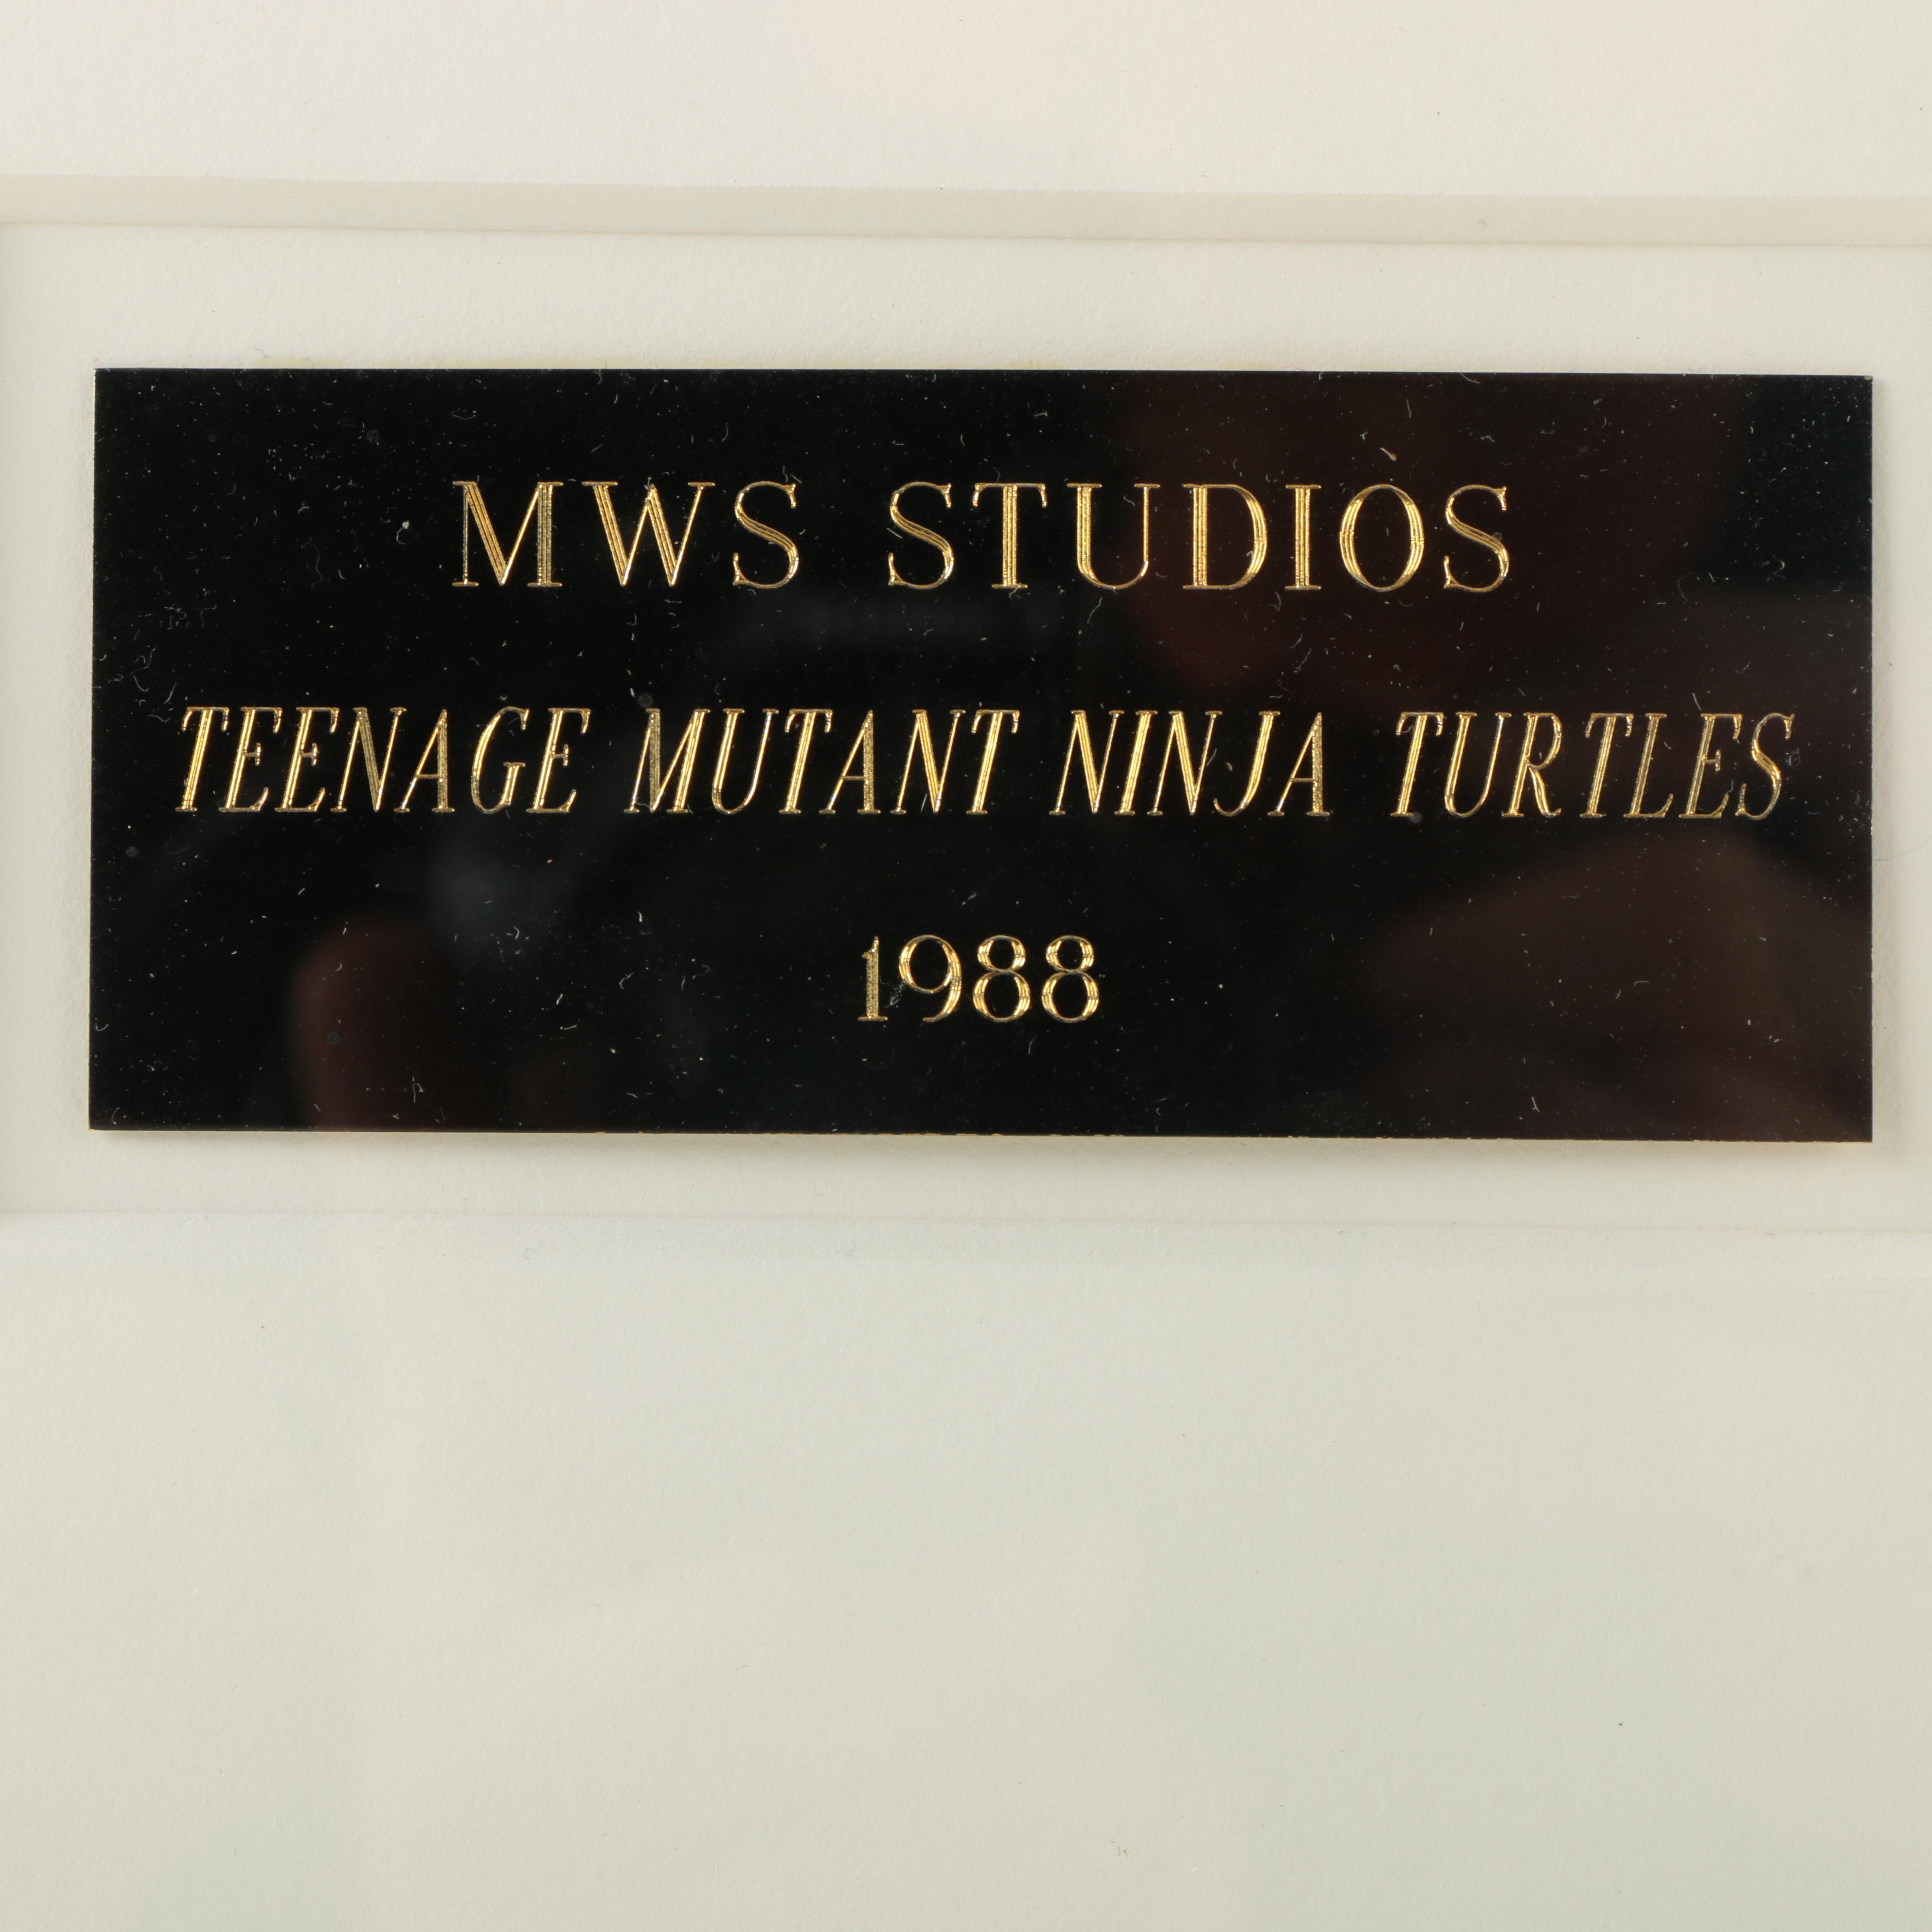 MWS STUDIOS
TEENAGE MUTANT NINJA TURTLES
1988